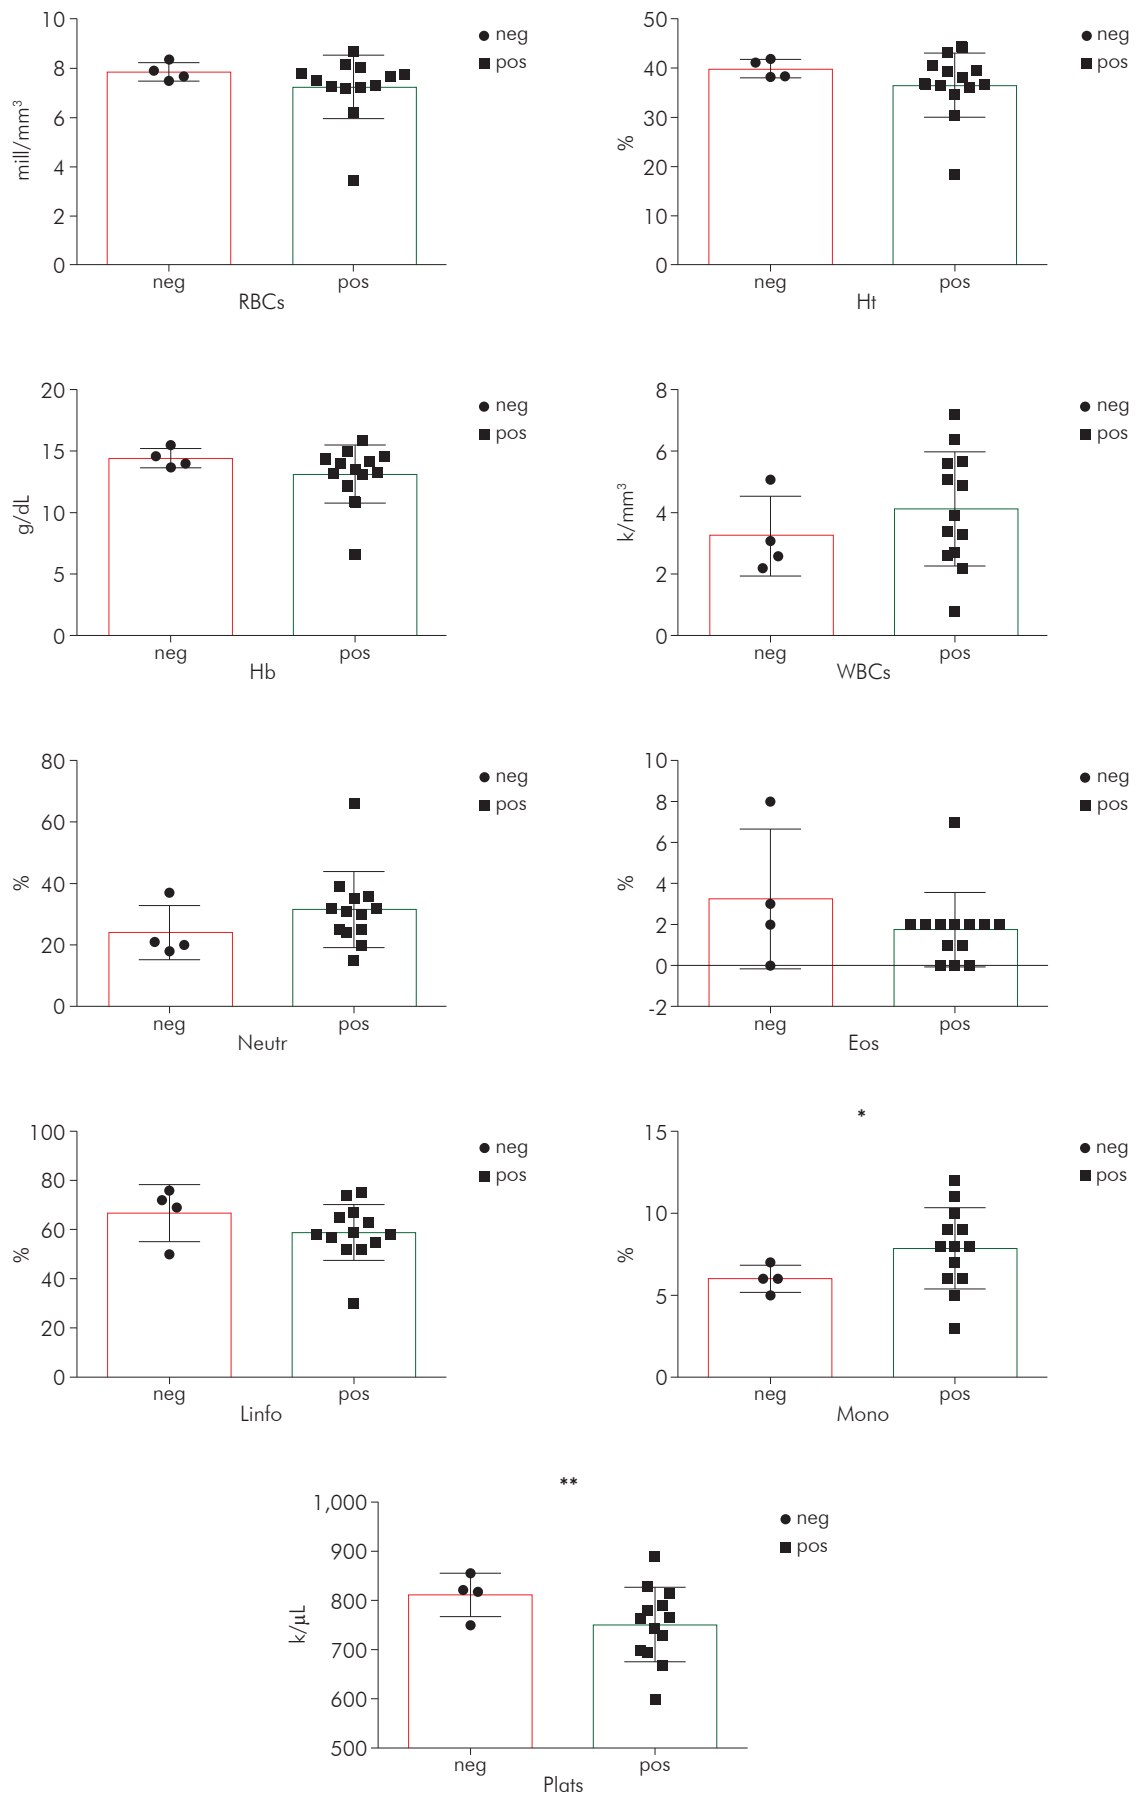 10
8
6
4
2
0
mill/mm³
neg
pos
RBCs
neg
pos
50
40
30
20
10
0
%
neg
pos
Ht
neg
pos
20
15
10
5
0
g/dL
neg
pos
Hb
neg
pos
8
6
4
2
0
k/mm³
neg
pos
WBCs
neg
pos
80
60
40
20
0
%
neg
pos
Neutr
neg
pos
10
8
6
4
2
0
-2
%
neg
pos
Eos
neg
pos
100
80
60
40
20
0
%
neg
pos
Linfo
neg
pos
*
15
10
5
0
%
neg
pos
Mono
neg
pos
**
1,000
900
800
700
600
500
k/µL
neg
pos
Plats
neg
pos